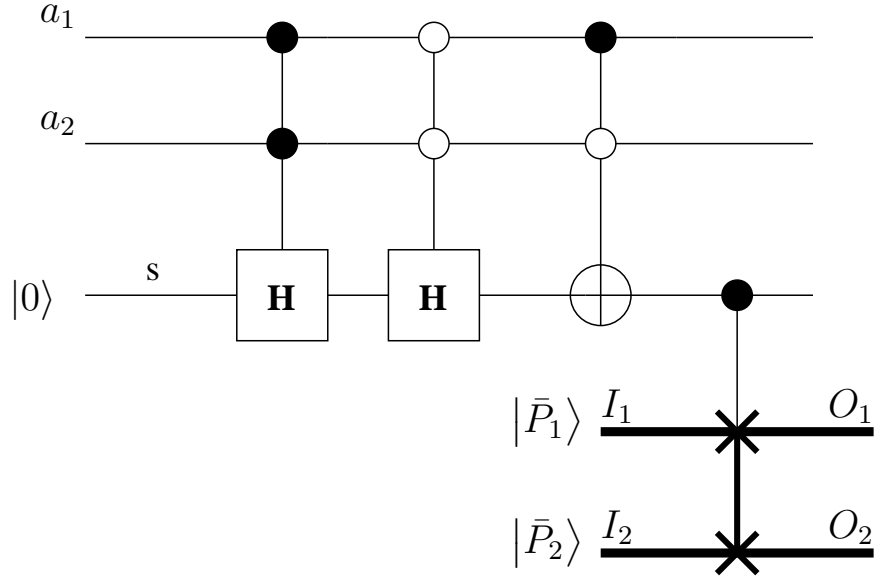 a₁
a₂
|0⟩ s H H
|P̄₁⟩ I₁ O₁
|P̄₂⟩ I₂ O₂